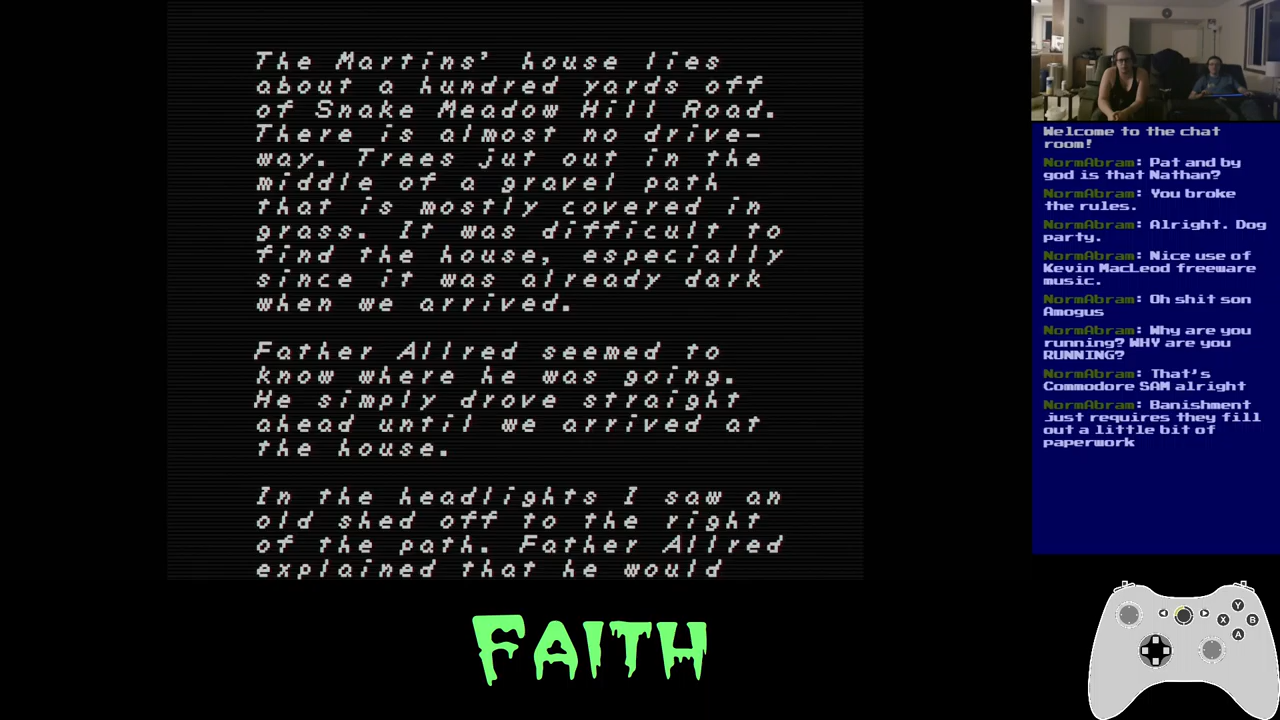 The Martins' house lies
about a hundred yards off
of Snake Meadow Hill Road.
There is almost no drive-
way. Trees jut out in the
middle of a gravel path
that is mostly covered in
grass. It was difficult to
find the house, especially
since it was already dark
when we arrived.
Father Allred seemed to
know where he was going.
He simply drove straight
ahead until we arrived at
the house.
In the headlights I saw an
old shed off to the right
of the path. Father Allred
explained that he would
FAITH
Welcome to the chat
room!
NormAbram: Pat and by
god is that Nathan?
NormAbram: You broke
the rules.
NormAbram: Alright. Dog
party.
NormAbram: Nice use of
Kevin MacLeod freeware
music.
NormAbram: Oh shit son
Amogus
NormAbram: Why are you
running? WHY are you
RUNNING?
NormAbram: That's
Commodore SAM alright
NormAbram: Banishment
just requires they fill
out a little bit of
paperwork
Y
X
B
A